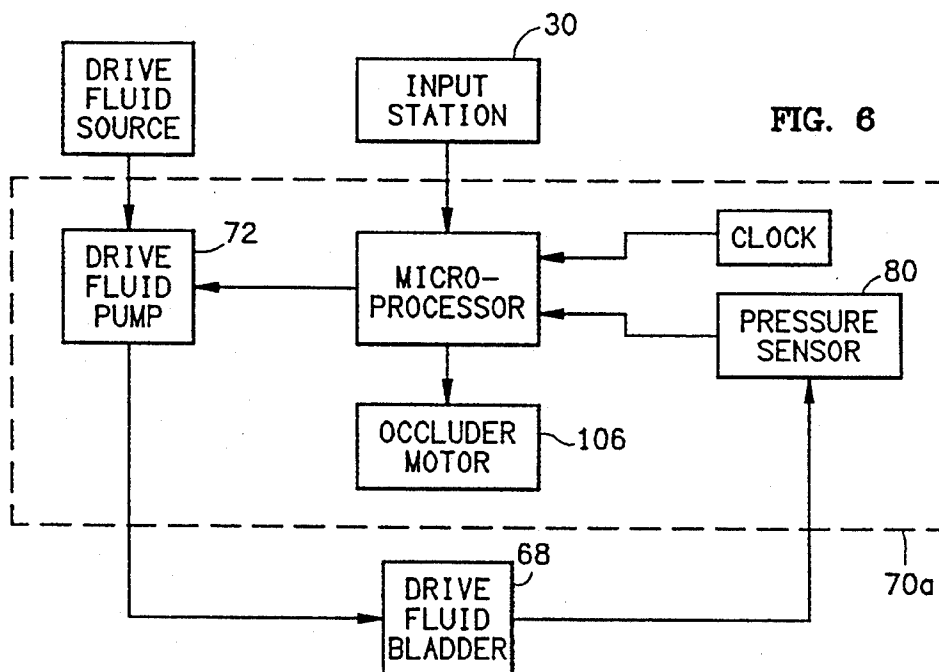 30
DRIVE
FLUID
SOURCE
INPUT
STATION
FIG. 6
72
DRIVE
FLUID
PUMP
MICRO-
PROCESSOR
CLOCK
80
PRESSURE
SENSOR
OCCLUDER
MOTOR
106
68
DRIVE
FLUID
BLADDER
70a